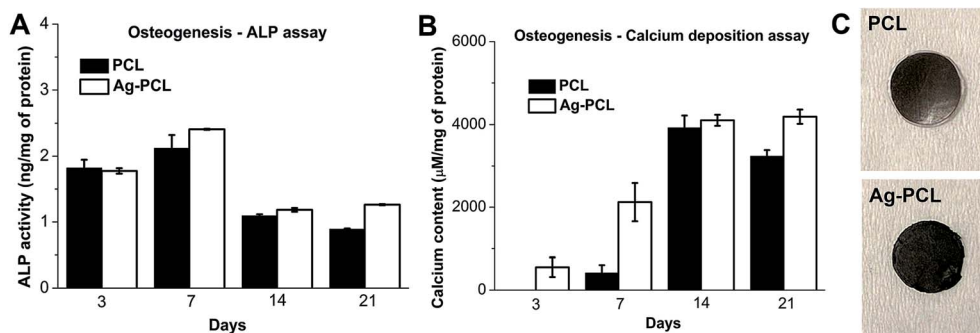 A
Osteogenesis - ALP assay
PCL
Ag-PCL
ALP activity (ng/mg of protein)
4
3
2
1
0
3 7 14 21
Days
B
Osteogenesis - Calcium deposition assay
PCL
Ag-PCL
Calcium content (μM/mg of protein)
6000
4000
2000
0
3 7 14 21
Days
C
PCL
Ag-PCL